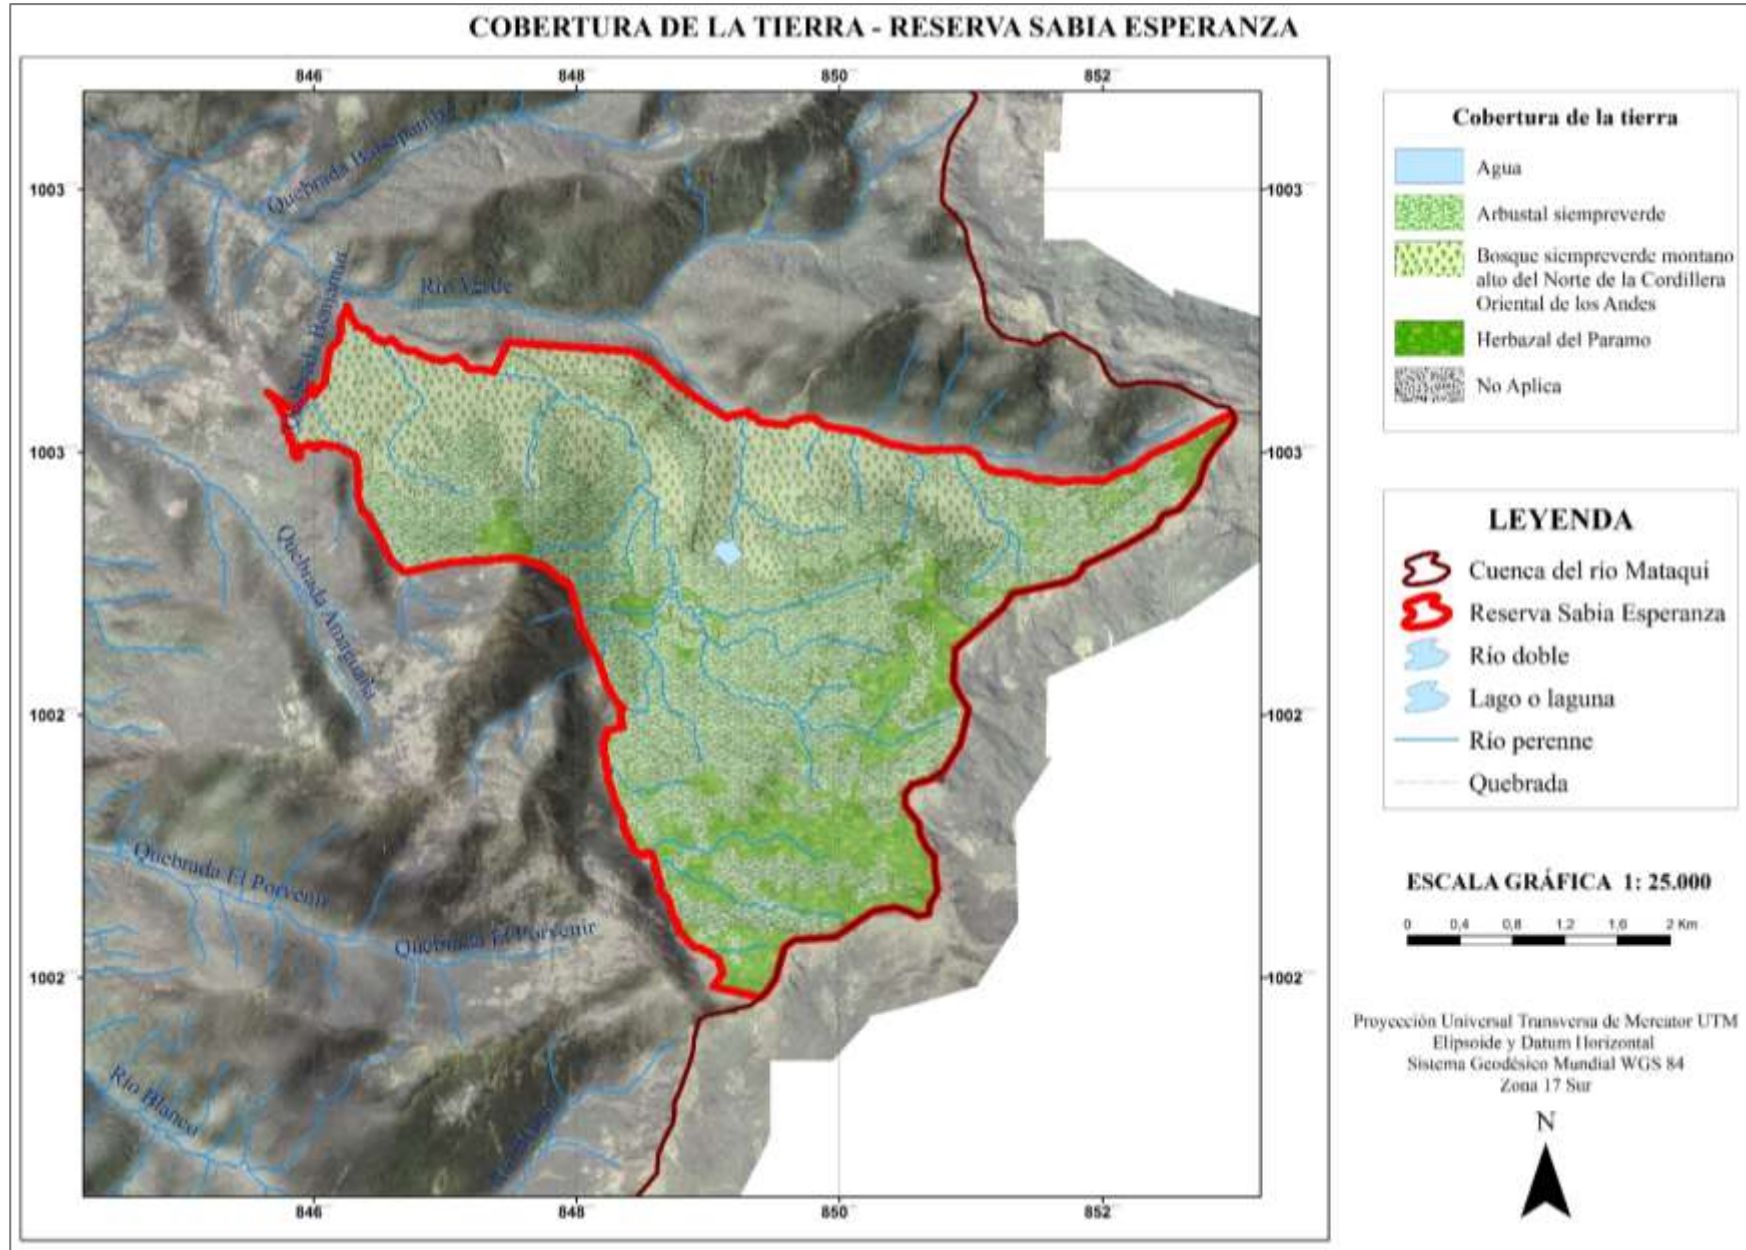 COBERTURA DE LA TIERRA - RESERVA SABIA ESPERANZA
846 848 850 852
1003 1003
1003 1003
1002 1002
1002 1002
846 848 850 852
Quebrada
Río Verde
Quebrada
Quebrada
Quebrada El Porvenir
Quebrada El Porvenir
Río Blanco
Cobertura de la tierra
Agua
Arbustal siempreverde
Bosque siempreverde montano
alto del Norte de la Cordillera
Oriental de los Andes
Herbazal del Paramo
No Aplica
LEYENDA
Cuenca del río Mataqui
Reserva Sabia Esperanza
Río doble
Lago o laguna
Río perenne
Quebrada
ESCALA GRÁFICA 1: 25.000
0 0,4 0,8 1,2 1,6 2 Km
Proyección Universal Transversa de Mercator UTM
Elipsoide y Datum Horizontal
Sistema Geodésico Mundial WGS 84
Zona 17 Sur
N